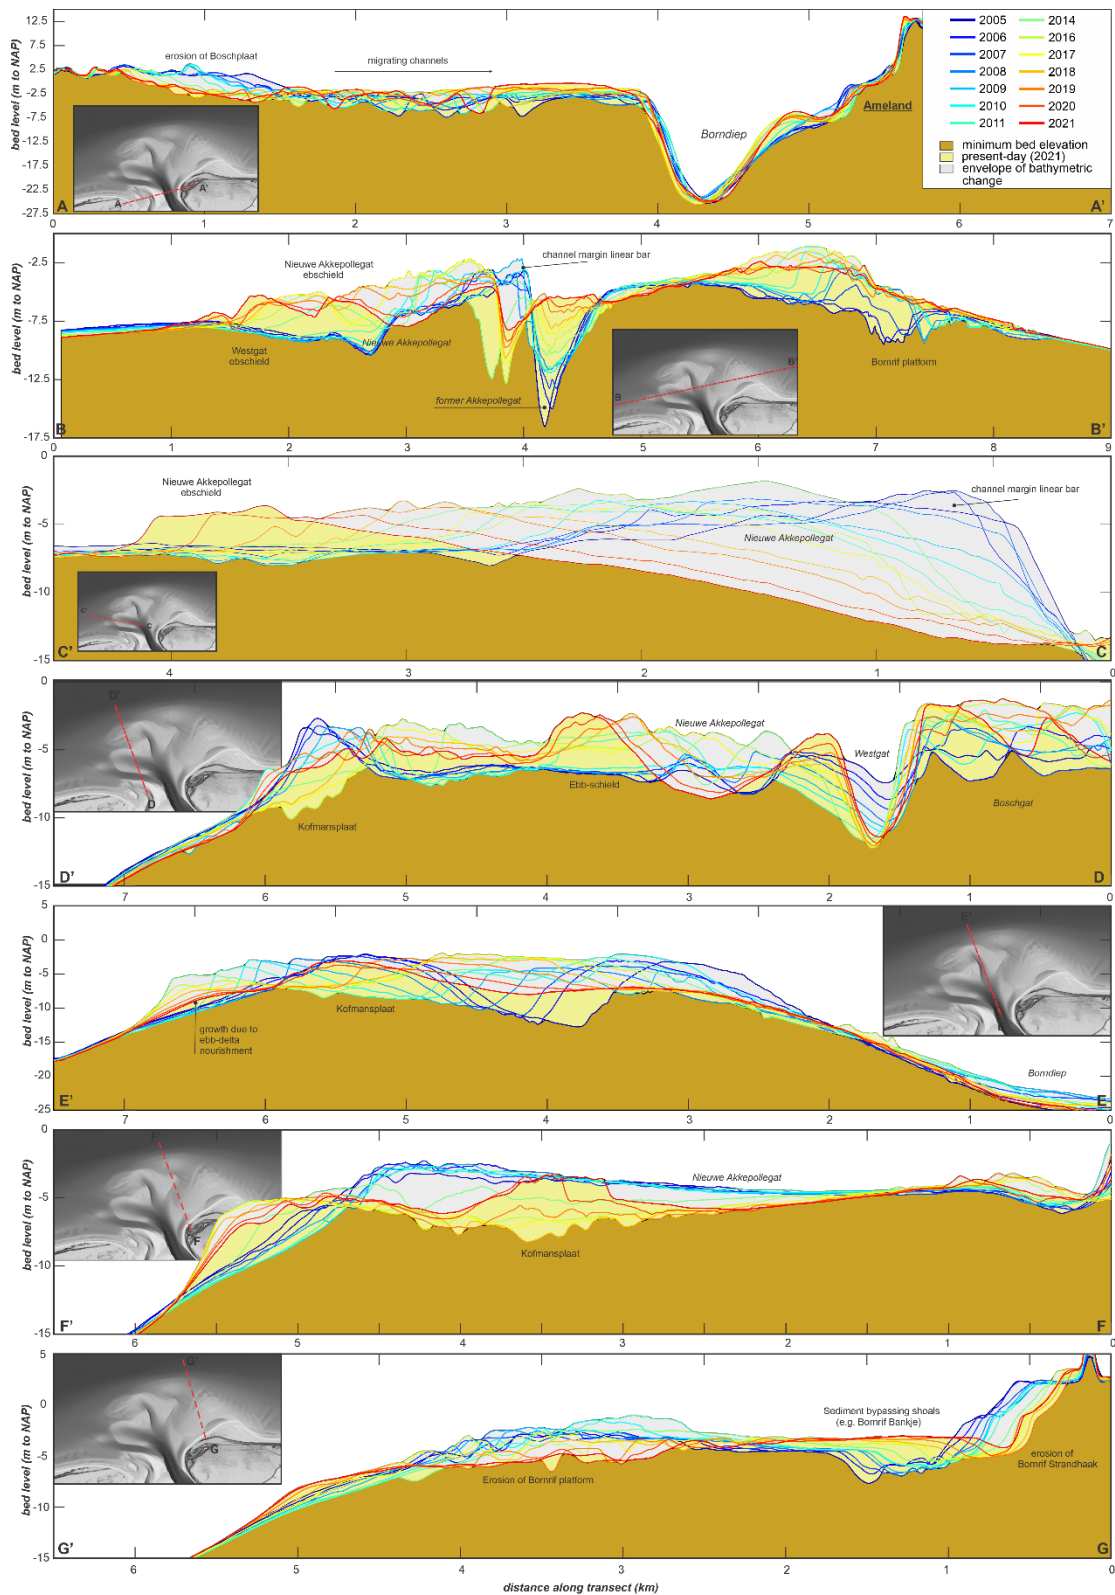 bed level (m to NAP)
12.5
7.5
2.5
-2.5
-7.5
-12.5
-17.5
-22.5
-27.5
erosion of Boschplaat
migrating channels
Borndiep
Ameland
2005 2014
2006 2016
2007 2017
2008 2018
2009 2019
2010 2020
2011 2021
minimum bed elevation
present-day (2021)
envelope of bathymetric
change
A A'
A A'
0 1 2 3 4 5 6 7
bed level (m to NAP)
-2.5
-7.5
-12.5
-17.5
Nieuwe Akkepollegat
ebschield
channel margin linear bar
Westgat
ebschield
Nieuwe Akkepollegat
former Akkepollegat
Bornrif platform
B B'
B B'
0 1 2 3 4 5 6 7 8 9
bed level (m to NAP)
0
-5
-10
-15
Nieuwe Akkepollegat
ebschield
channel margin linear bar
Nieuwe Akkepollegat
C' C
C' C
4 3 2 1 0
bed level (m to NAP)
0
-5
-10
-15
D'
D
Nieuwe Akkepollegat
Westgat
Ebb-schield
Boschgat
Kofmansplaat
D' D
7 6 5 4 3 2 1 0
bed level (m to NAP)
5
0
-5
-10
-15
-20
-25
E'
Kofmansplaat
growth due to
ebb-delta
nourishment
Borndiep
E' E
7 6 5 4 3 2 1 0
bed level (m to NAP)
0
-5
-10
-15
F'
F
Nieuwe Akkepollegat
Kofmansplaat
F' F
6 5 4 3 2 1 0
bed level (m to NAP)
5
0
-5
-10
-15
G'
G
Sediment bypassing shoals
(e.g. Bornrif Bankje)
Erosion of Bornrif platform
erosion of
Bornrif Strandhaak
G' G
6 5 4 3 2 1 0
distance along transect (km)